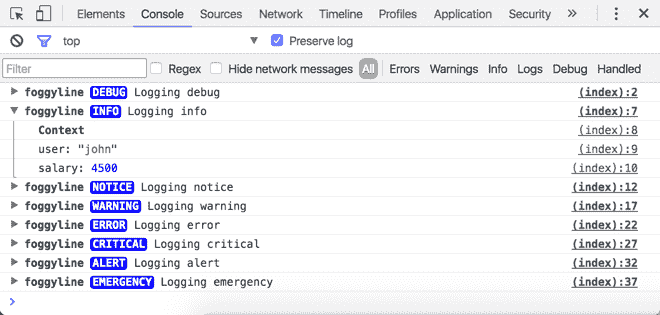 Elements Console Sources Network Timeline Profiles Application Security »
top Preserve log
Filter Regex Hide network messages All Errors Warnings Info Logs Debug Handled
foggyline DEBUG Logging debug (index):2
foggyline INFO Logging info (index):7
Context (index):8
user: "john" (index):9
salary: 4500 (index):10
foggyline NOTICE Logging notice (index):12
foggyline WARNING Logging warning (index):17
foggyline ERROR Logging error (index):22
foggyline CRITICAL Logging critical (index):27
foggyline ALERT Logging alert (index):32
foggyline EMERGENCY Logging emergency (index):37